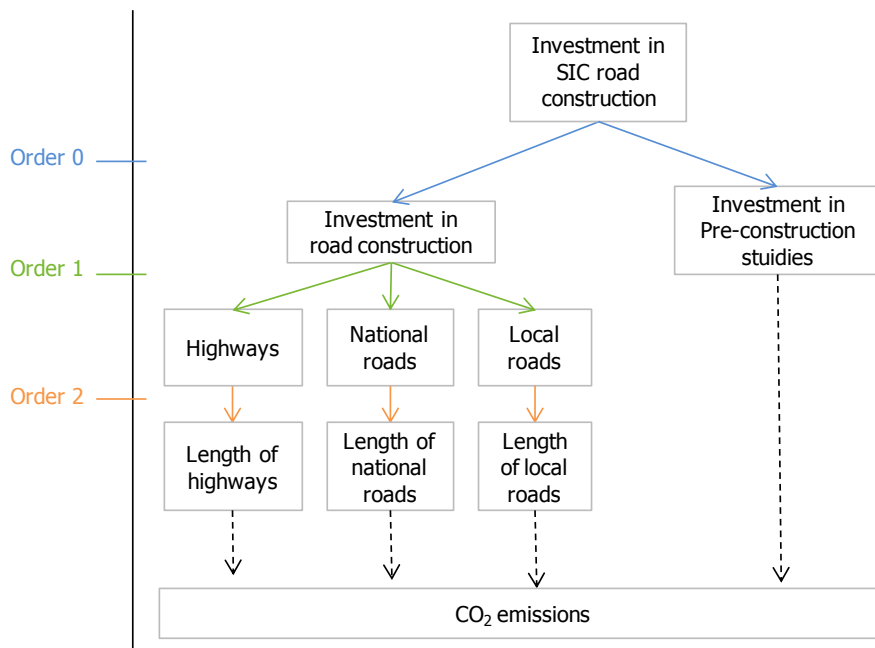 Investment in
SIC road
construction
Order 0
Investment in
road construction
Investment in
Pre-construction
stuidies
Order 1
Highways
National
roads
Local
roads
Order 2
Length of
highways
Length of
national
roads
Length
of local
roads
CO₂ emissions